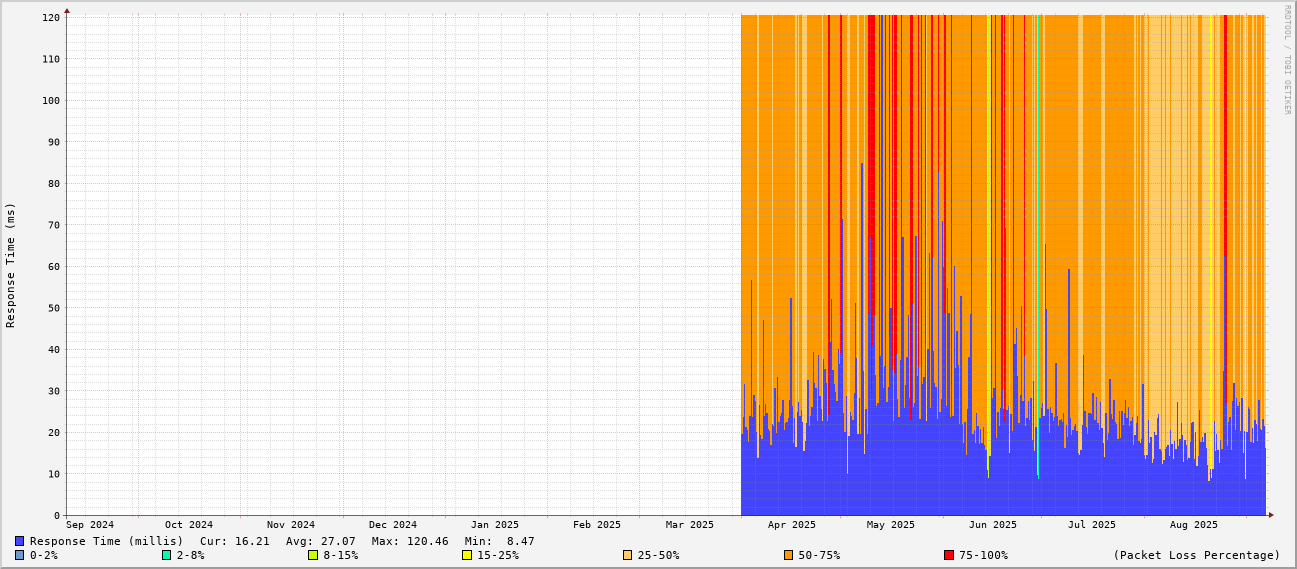 120
110
100
90
80
70
60
50
40
30
20
10
0
Response Time (ms)
RRDTOOL / TOBI OETIKER
Sep 2024 Oct 2024 Nov 2024 Dec 2024 Jan 2025 Feb 2025 Mar 2025 Apr 2025 May 2025 Jun 2025 Jul 2025 Aug 2025
Response Time (millis) Cur: 16.21 Avg: 27.07 Max: 120.46 Min: 8.47
0-2% 2-8% 8-15% 15-25% 25-50% 50-75% 75-100% (Packet Loss Percentage)